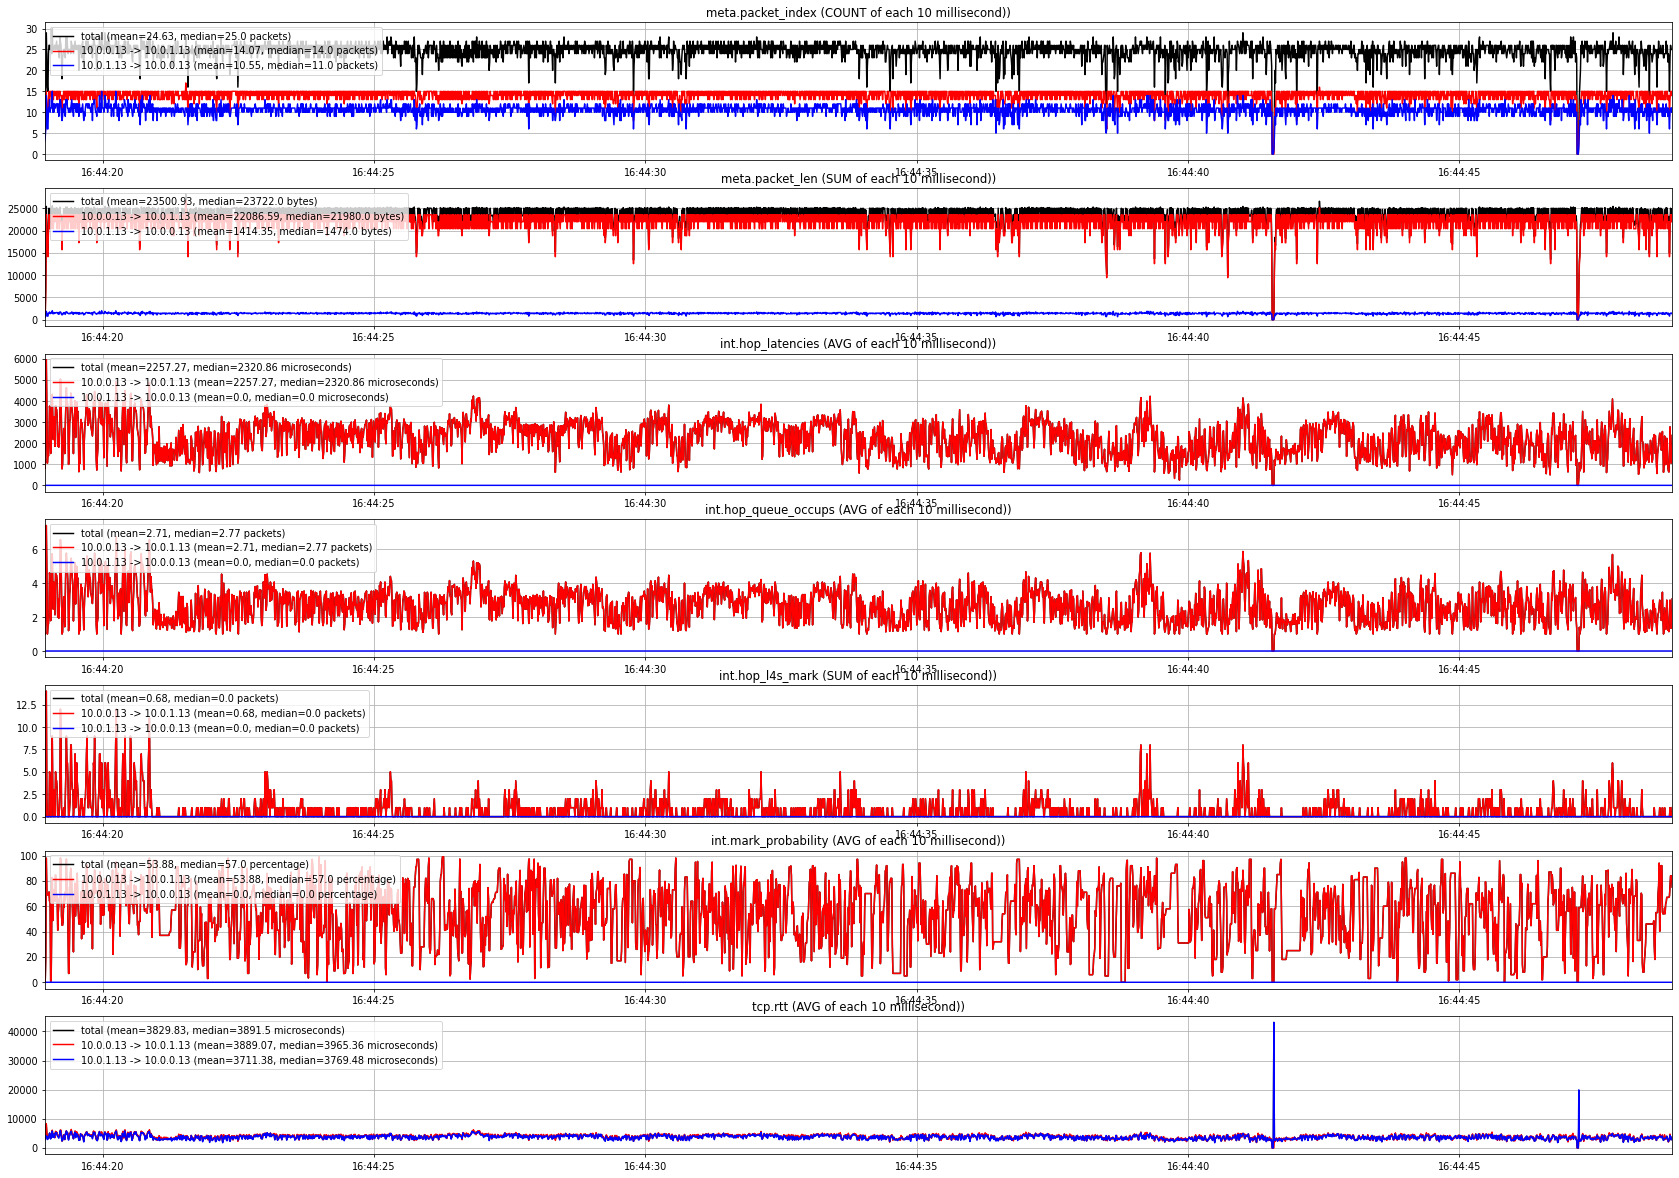 meta.packet_index (COUNT of each 10 millisecond))
30
25
20
15
10
5
0
total (mean=24.63, median=25.0 packets)
10.0.0.13 -> 10.0.1.13 (mean=14.07, median=14.0 packets)
10.0.1.13 -> 10.0.0.13 (mean=10.55, median=11.0 packets)
16:44:20 16:44:25 16:44:30 16:44:35 16:44:40 16:44:45
meta.packet_len (SUM of each 10 millisecond))
25000
20000
15000
10000
5000
0
total (mean=23500.93, median=23722.0 bytes)
10.0.0.13 -> 10.0.1.13 (mean=22086.59, median=21980.0 bytes)
10.0.1.13 -> 10.0.0.13 (mean=1414.35, median=1474.0 bytes)
16:44:20 16:44:25 16:44:30 16:44:35 16:44:40 16:44:45
int.hop_latencies (AVG of each 10 millisecond))
6000
5000
4000
3000
2000
1000
0
total (mean=2257.27, median=2320.86 microseconds)
10.0.0.13 -> 10.0.1.13 (mean=2257.27, median=2320.86 microseconds)
10.0.1.13 -> 10.0.0.13 (mean=0.0, median=0.0 microseconds)
16:44:20 16:44:25 16:44:30 16:44:35 16:44:40 16:44:45
int.hop_queue_occups (AVG of each 10 millisecond))
6
4
2
0
total (mean=2.71, median=2.77 packets)
10.0.0.13 -> 10.0.1.13 (mean=2.71, median=2.77 packets)
10.0.1.13 -> 10.0.0.13 (mean=0.0, median=0.0 packets)
16:44:20 16:44:25 16:44:30 16:44:35 16:44:40 16:44:45
int.hop_l4s_mark (SUM of each 10 millisecond))
12.5
10.0
7.5
5.0
2.5
0.0
total (mean=0.68, median=0.0 packets)
10.0.0.13 -> 10.0.1.13 (mean=0.68, median=0.0 packets)
10.0.1.13 -> 10.0.0.13 (mean=0.0, median=0.0 packets)
16:44:20 16:44:25 16:44:30 16:44:35 16:44:40 16:44:45
int.mark_probability (AVG of each 10 millisecond))
100
80
60
40
20
0
total (mean=53.88, median=57.0 percentage)
10.0.0.13 -> 10.0.1.13 (mean=53.88, median=57.0 percentage)
10.0.1.13 -> 10.0.0.13 (mean=0.0, median=0.0 percentage)
16:44:20 16:44:25 16:44:30 16:44:35 16:44:40 16:44:45
tcp.rtt (AVG of each 10 millisecond))
40000
30000
20000
10000
0
total (mean=3829.83, median=3891.5 microseconds)
10.0.0.13 -> 10.0.1.13 (mean=3889.07, median=3965.36 microseconds)
10.0.1.13 -> 10.0.0.13 (mean=3711.38, median=3769.48 microseconds)
16:44:20 16:44:25 16:44:30 16:44:35 16:44:40 16:44:45